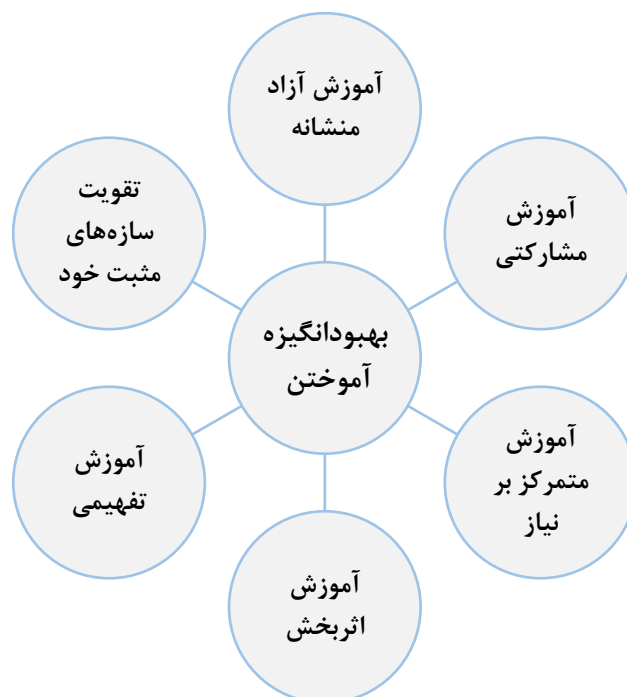 آموزش آزاد
منشانه
آموزش
مشارکتی
آموزش
متمرکز بر
نیاز
آموزش
اثربخش
آموزش
تفهیمی
تقویت
سازه‌های
مثبت خود
بهبودانگیزه
آموختن